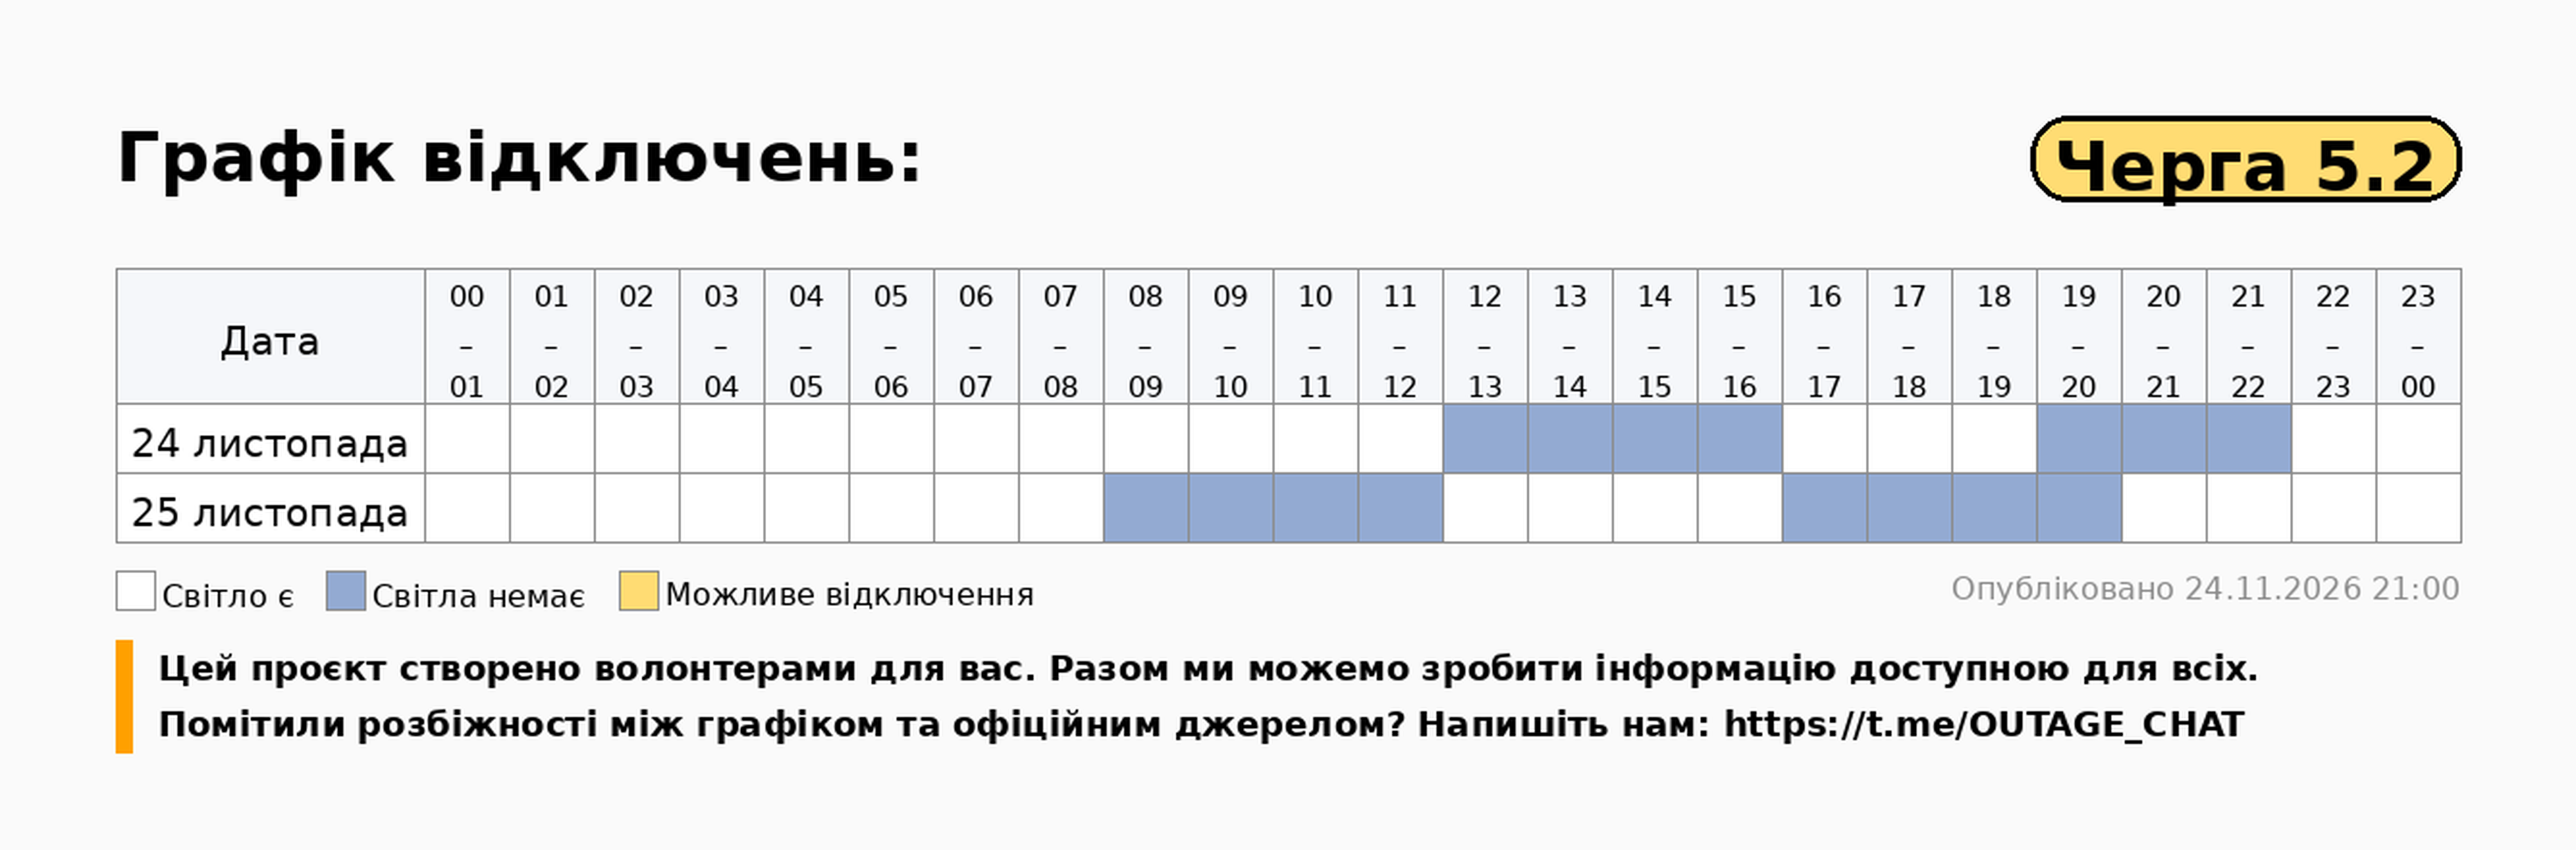 Графік відключень:
Черга 5.2
Дата 00 – 01 01 – 02 02 – 03 03 – 04 04 – 05 05 – 06 06 – 07 07 – 08 08 – 09 09 – 10 10 – 11 11 – 12 12 – 13 13 – 14 14 – 15 15 – 16 16 – 17 17 – 18 18 – 19 19 – 20 20 – 21 21 – 22 22 – 23 23 – 00
24 листопада
25 листопада
Світло є Світла немає Можливе відключення
Опубліковано 24.11.2026 21:00
Цей проєкт створено волонтерами для вас. Разом ми можемо зробити інформацію доступною для всіх.
Помітили розбіжності між графіком та офіційним джерелом? Напишіть нам: https://t.me/OUTAGE_CHAT